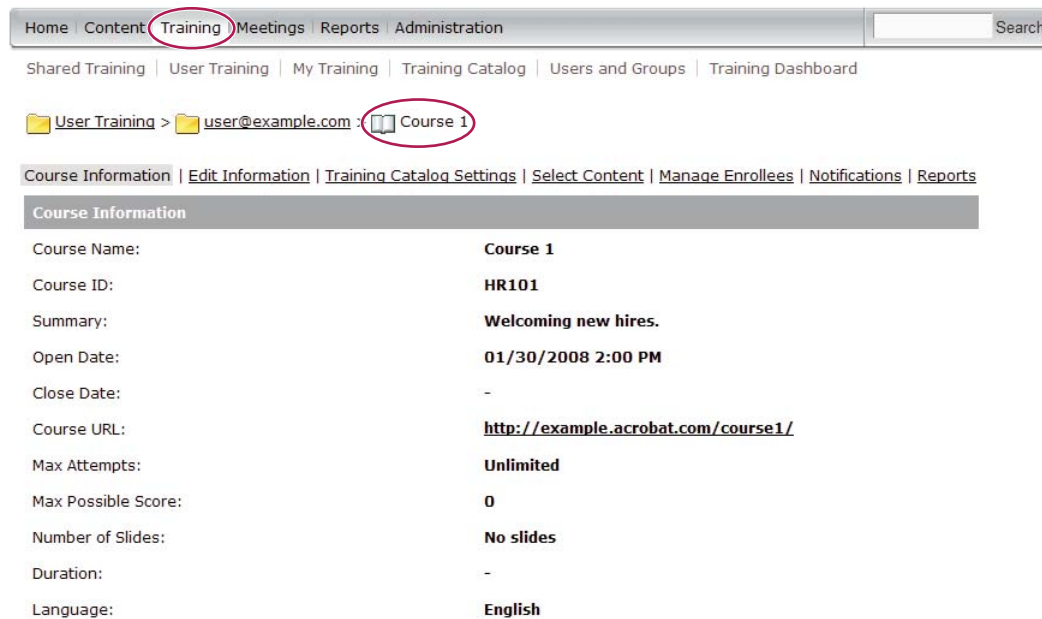 Home | Content | Training | Meetings | Reports | Administration Search
Shared Training | User Training | My Training | Training Catalog | Users and Groups | Training Dashboard
User Training > user@example.com > Course 1
Course Information | Edit Information | Training Catalog Settings | Select Content | Manage Enrollees | Notifications | Reports
Course Information
Course Name: Course 1
Course ID: HR101
Summary: Welcoming new hires.
Open Date: 01/30/2008 2:00 PM
Close Date: -
Course URL: http://example.acrobat.com/course1/
Max Attempts: Unlimited
Max Possible Score: 0
Number of Slides: No slides
Duration: -
Language: English